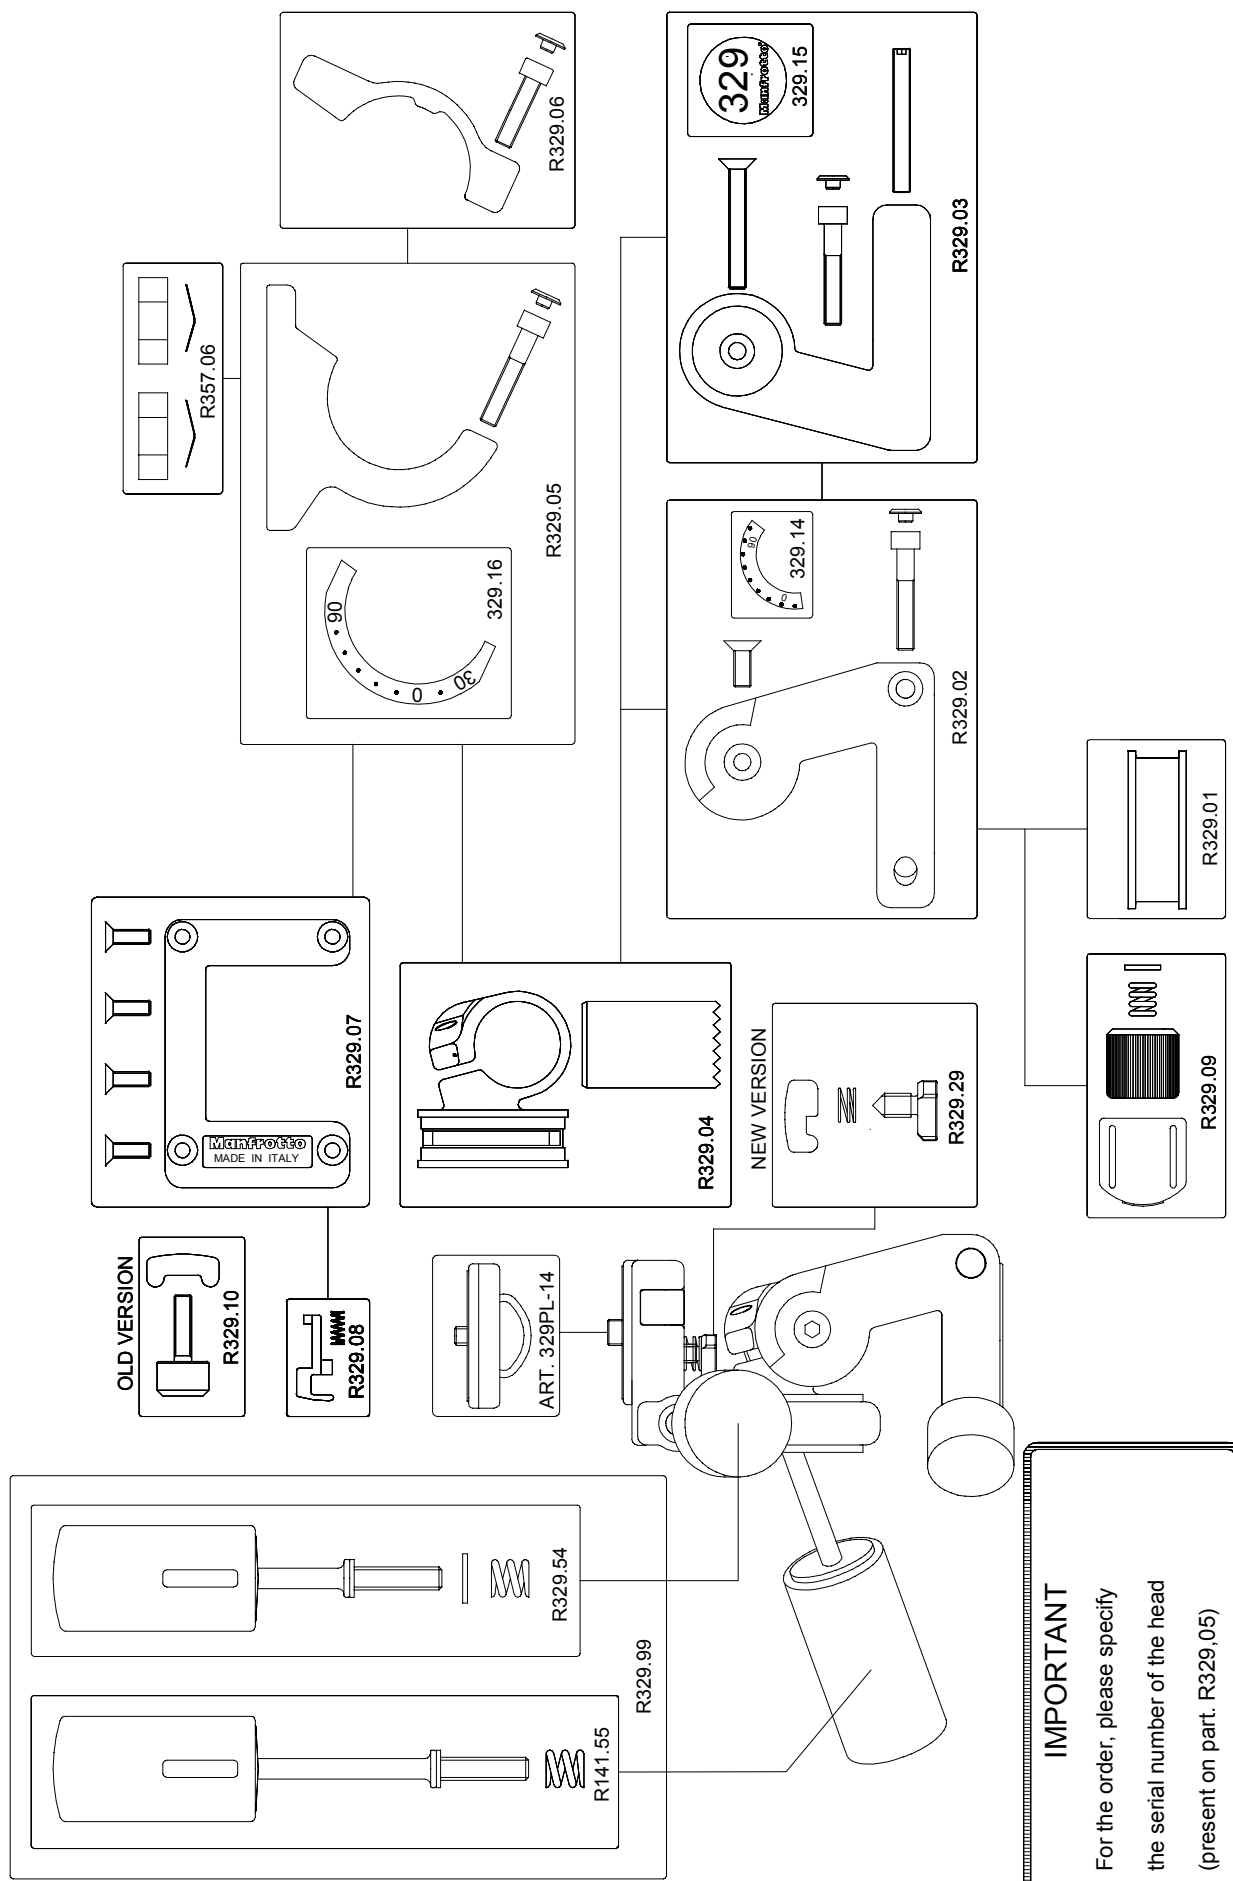 R141.55
R329.54
R329.99
OLD VERSION
R329.10
R329.08
Manfrotto
MADE IN ITALY
R329.07
R357.06
90
0
30
329.16
R329.05
R329.06
ART. 329PL-14
R329.04
NEW VERSION
R329.29
90
0
329.14
R329.02
329
Manfrotto
329.15
R329.03
R329.09
R329.01
IMPORTANT
For the order, please specify
the serial number of the head
(present on part. R329,05)